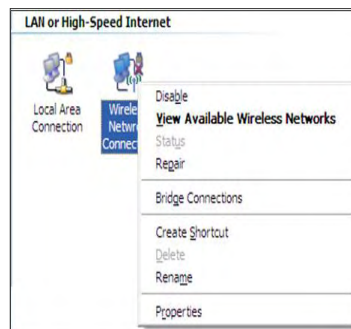 LAN or High-Speed Internet
Local Area
Connection
Wirele
Netwo
Connec
Disable
View Available Wireless Networks
Status
Repair
Bridge Connections
Create Shortcut
Delete
Rename
Properties